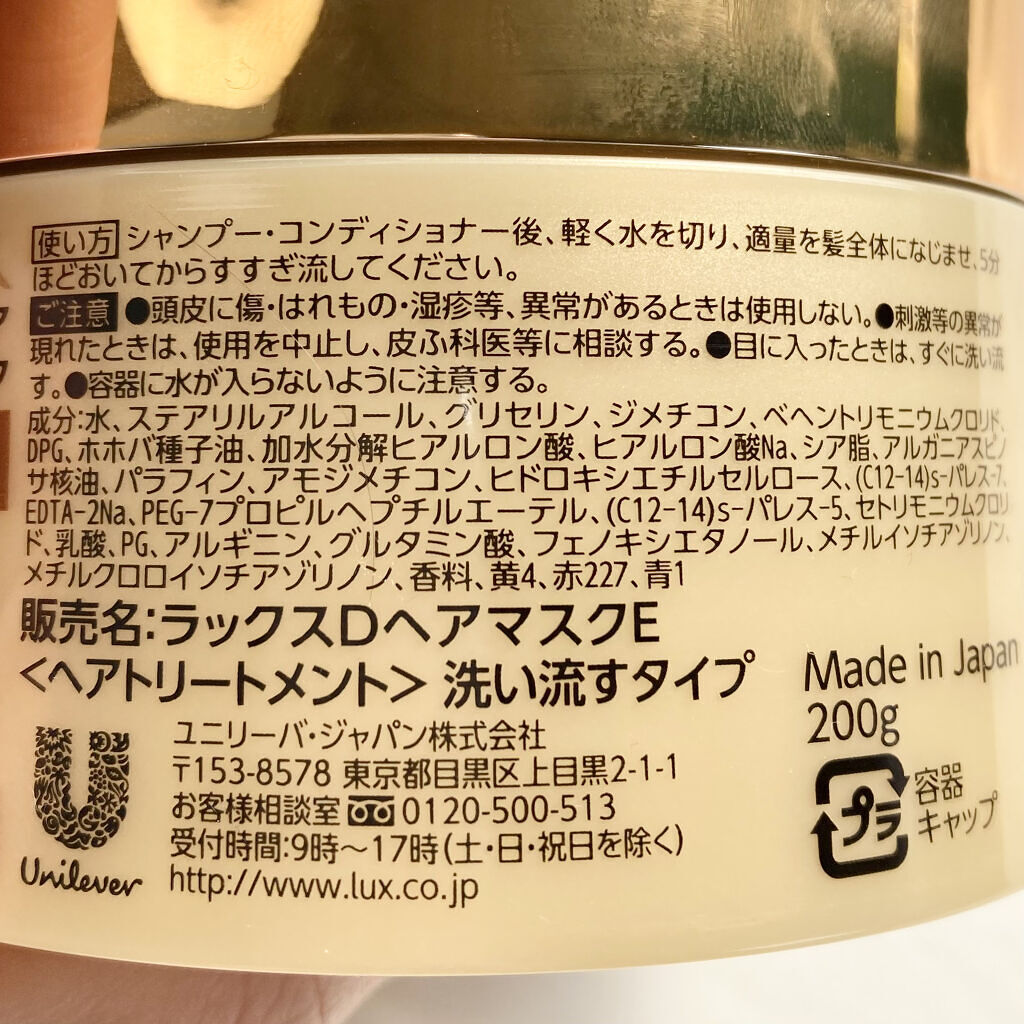 使い方 シャンプー・コンディショナー後、軽く水を切り、適量を髪全体になじませ、5分
ほどおいてからすすぎ流してください。
ご注意 ●頭皮に傷・はれもの・湿疹等、異常があるときは使用しない。●刺激等の異常が
現れたときは、使用を中止し、皮ふ科医等に相談する。●目に入ったときは、すぐに洗い流
す。●容器に水が入らないように注意する。
成分:水、ステアリルアルコール、グリセリン、ジメチコン、ベヘントリモニウムクロリド、
DPG、ホホバ種子油、加水分解ヒアルロン酸、ヒアルロン酸Na、シア脂、アルガニアスピノ
サ核油、パラフィン、アモジメチコン、ヒドロキシエチルセルロース、(C12-14)s-パレス-7、
EDTA-2Na、PEG-7プロピルヘプチルエーテル、(C12-14)s-パレス-5、セトリモニウムクロリ
ド、乳酸、PG、アルギニン、グルタミン酸、フェノキシエタノール、メチルイソチアゾリノン、
メチルクロロイソチアゾリノン、香料、黄4、赤227、青1
販売名:ラックスDヘアマスクE
<ヘアトリートメント> 洗い流すタイプ
Made in Japan
200g
プラ
容器
キャップ
ユニリーバ・ジャパン株式会社
〒153-8578 東京都目黒区上目黒2-1-1
お客様相談室 0120-500-513
受付時間:9時～17時(土・日・祝日を除く)
http://www.lux.co.jp
Unilever